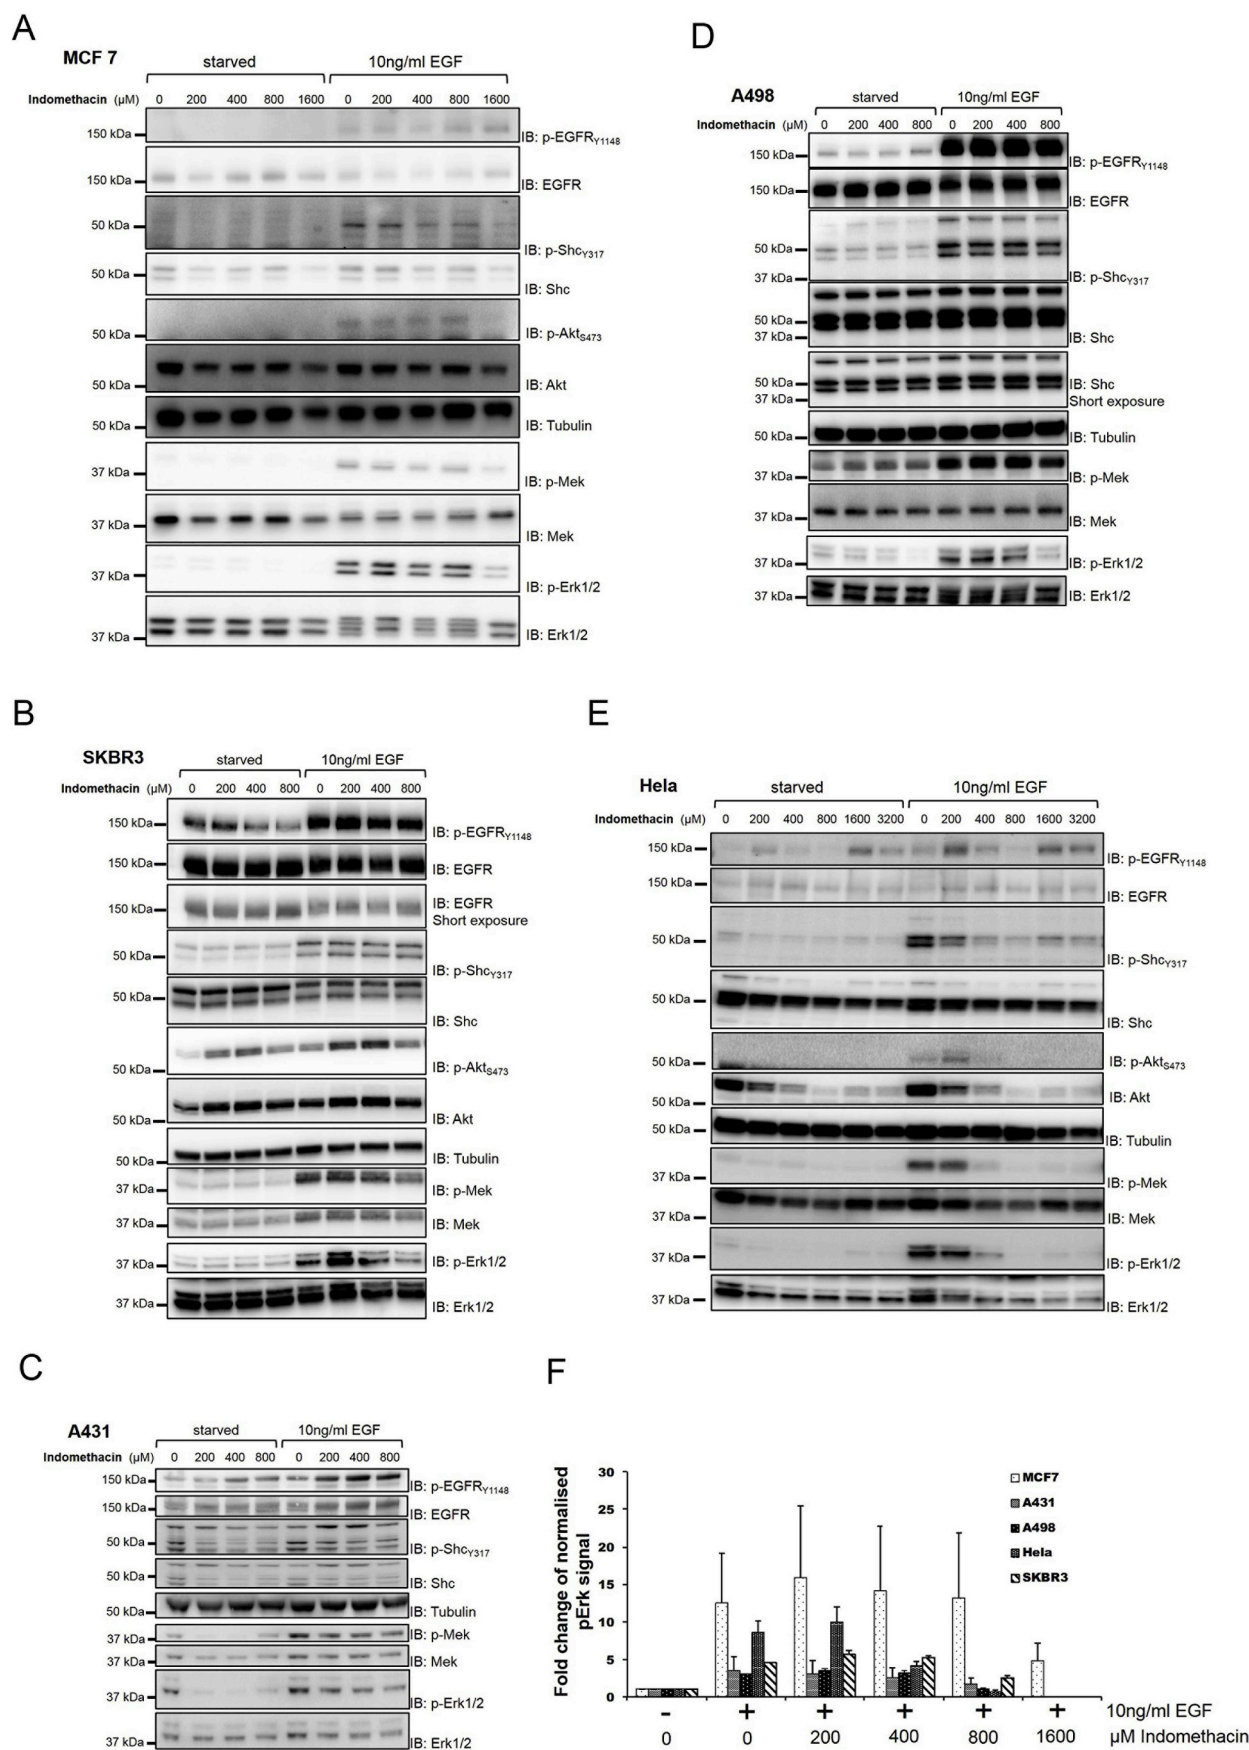 A
MCF 7
starved 10ng/ml EGF
Indomethacin (µM) 0 200 400 800 1600 0 200 400 800 1600
150 kDa IB: p-EGFRY1148
150 kDa IB: EGFR
50 kDa IB: p-ShcY317
50 kDa IB: Shc
50 kDa IB: p-AktS473
50 kDa IB: Akt
50 kDa IB: Tubulin
37 kDa IB: p-Mek
37 kDa IB: Mek
37 kDa IB: p-Erk1/2
37 kDa IB: Erk1/2
D
A498
starved 10ng/ml EGF
Indomethacin (µM) 0 200 400 800 0 200 400 800
150 kDa IB: p-EGFRY1148
150 kDa IB: EGFR
50 kDa
37 kDa IB: p-ShcY317
50 kDa
37 kDa IB: Shc
50 kDa IB: Shc
37 kDa Short exposure
50 kDa IB: Tubulin
37 kDa IB: p-Mek
37 kDa IB: Mek
37 kDa IB: p-Erk1/2
37 kDa IB: Erk1/2
B
SKBR3
starved 10ng/ml EGF
Indomethacin (µM) 0 200 400 800 0 200 400 800
150 kDa IB: p-EGFRY1148
150 kDa IB: EGFR
150 kDa IB: EGFR
Short exposure
50 kDa IB: p-ShcY317
50 kDa IB: Shc
50 kDa IB: p-AktS473
50 kDa IB: Akt
50 kDa IB: Tubulin
37 kDa IB: p-Mek
37 kDa IB: Mek
37 kDa IB: p-Erk1/2
37 kDa IB: Erk1/2
E
Hela
starved 10ng/ml EGF
Indomethacin (µM) 0 200 400 800 1600 3200 0 200 400 800 1600 3200
150 kDa IB: p-EGFRY1148
150 kDa IB: EGFR
50 kDa IB: p-ShcY317
50 kDa IB: Shc
50 kDa IB: p-AktS473
50 kDa IB: Akt
50 kDa IB: Tubulin
37 kDa IB: p-Mek
37 kDa IB: Mek
37 kDa IB: p-Erk1/2
37 kDa IB: Erk1/2
C
A431
starved 10ng/ml EGF
Indomethacin (µM) 0 200 400 800 0 200 400 800
150 kDa IB: p-EGFRY1148
150 kDa IB: EGFR
50 kDa IB: p-ShcY317
50 kDa IB: Shc
50 kDa IB: Tubulin
37 kDa IB: p-Mek
37 kDa IB: Mek
37 kDa IB: p-Erk1/2
37 kDa IB: Erk1/2
F
Fold change of normalised
pErk signal
30
25
20
15
10
5
0
MCF7
A431
A498
Hela
SKBR3
- + + + + + 10ng/ml EGF
0 0 200 400 800 1600 µM Indomethacin